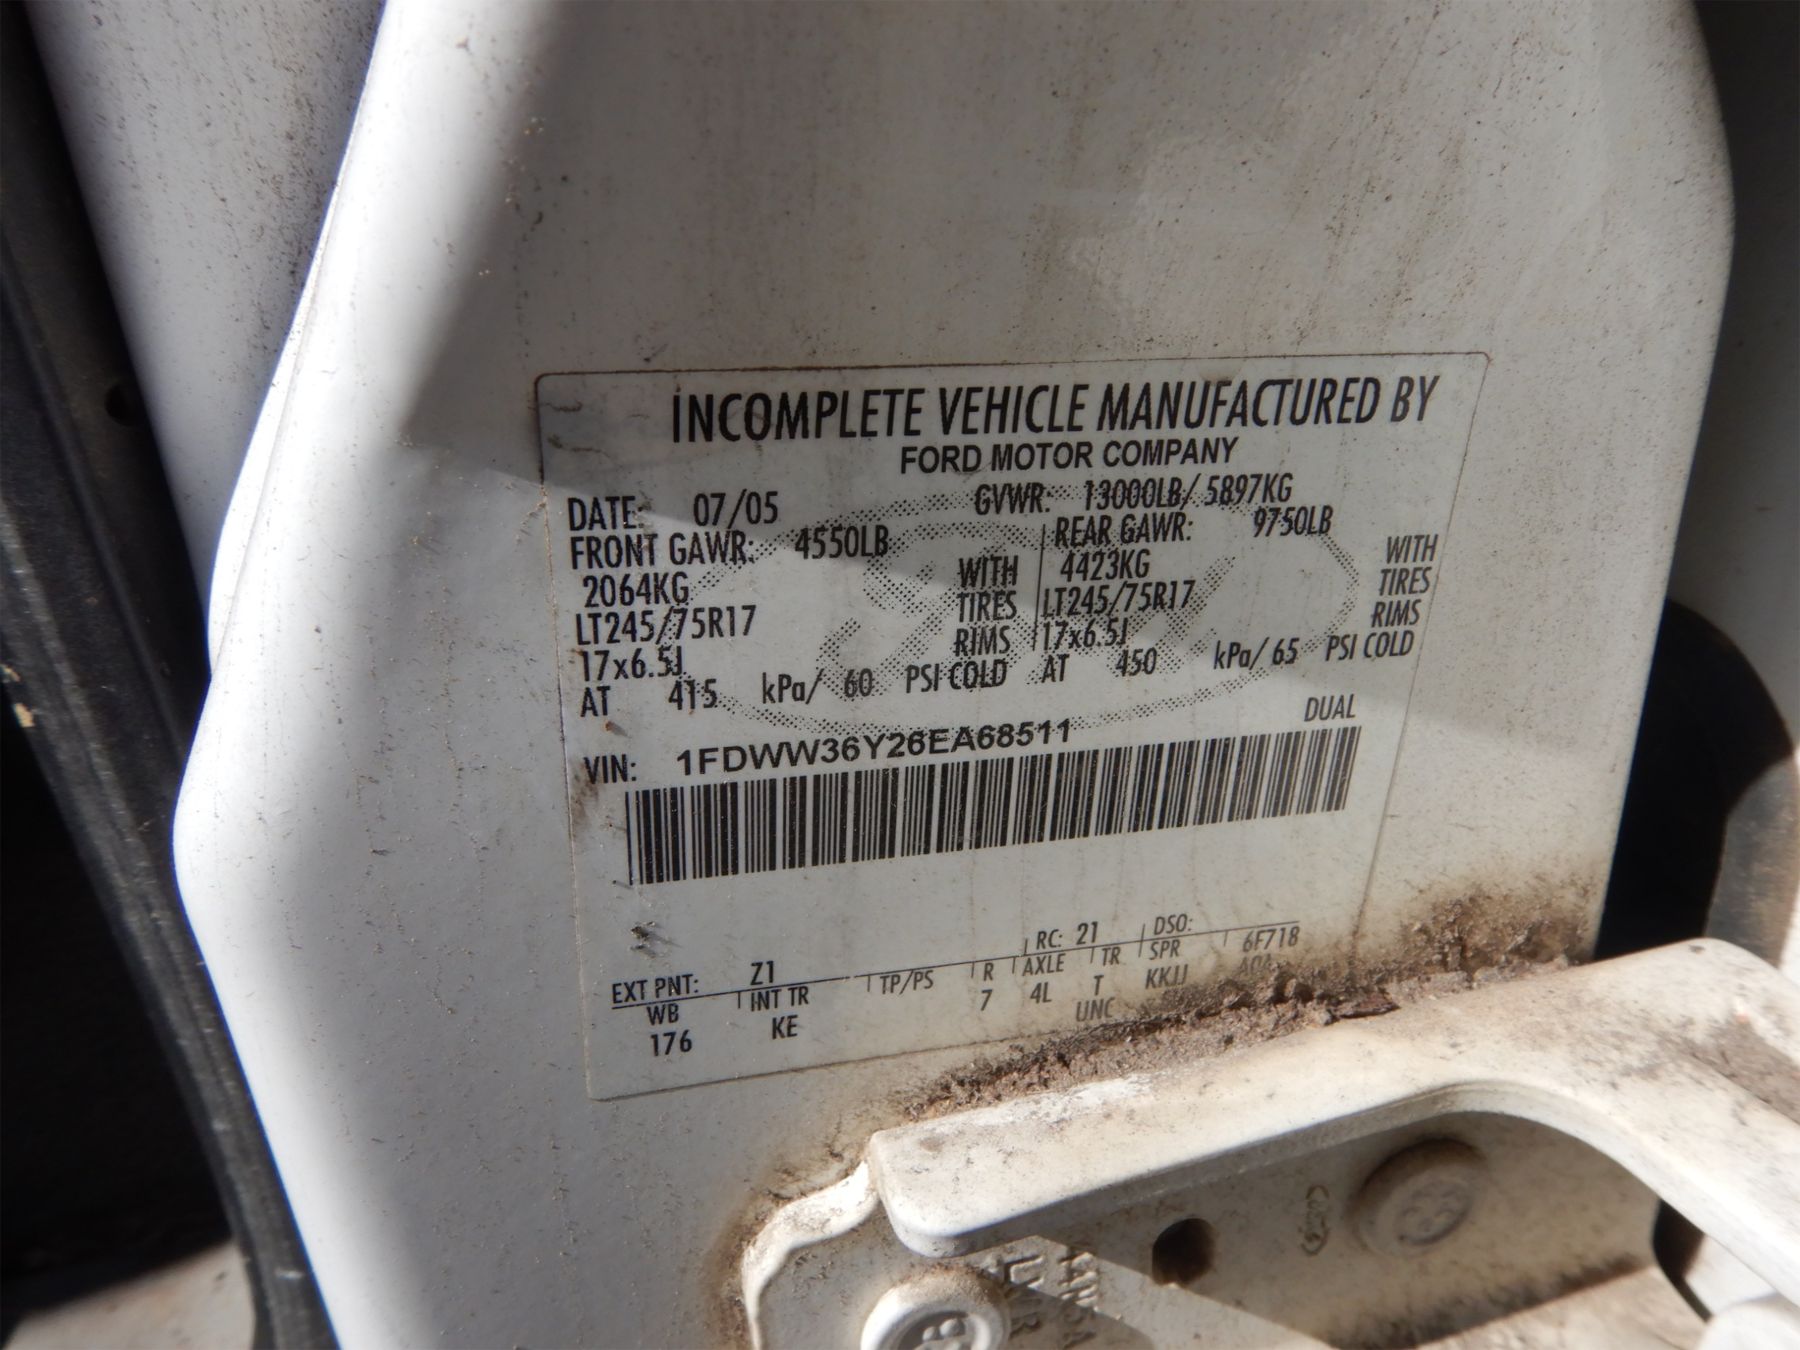 INCOMPLETE VEHICLE MANUFACTURED BY
FORD MOTOR COMPANY
DATE: 07/05 GVWR: 13000LB/ 5897KG
FRONT GAWR: 4550LB REAR GAWR: 9750LB
2064KG WITH 4423KG WITH
LT245/75R17 TIRES LT245/75R17 TIRES
17x6.5J RIMS 17x6.5J RIMS
AT 415 kPa/ 60 PSI COLD AT 450 kPa/ 65 PSI COLD
DUAL
VIN: 1FDWW36Y26EA68511
RC: 21 DSO:
EXT PNT: Z1 6F718
WB INT TR TP/PS R AXLE TR SPR
176 KE 7 4L T KKJJ
UNC